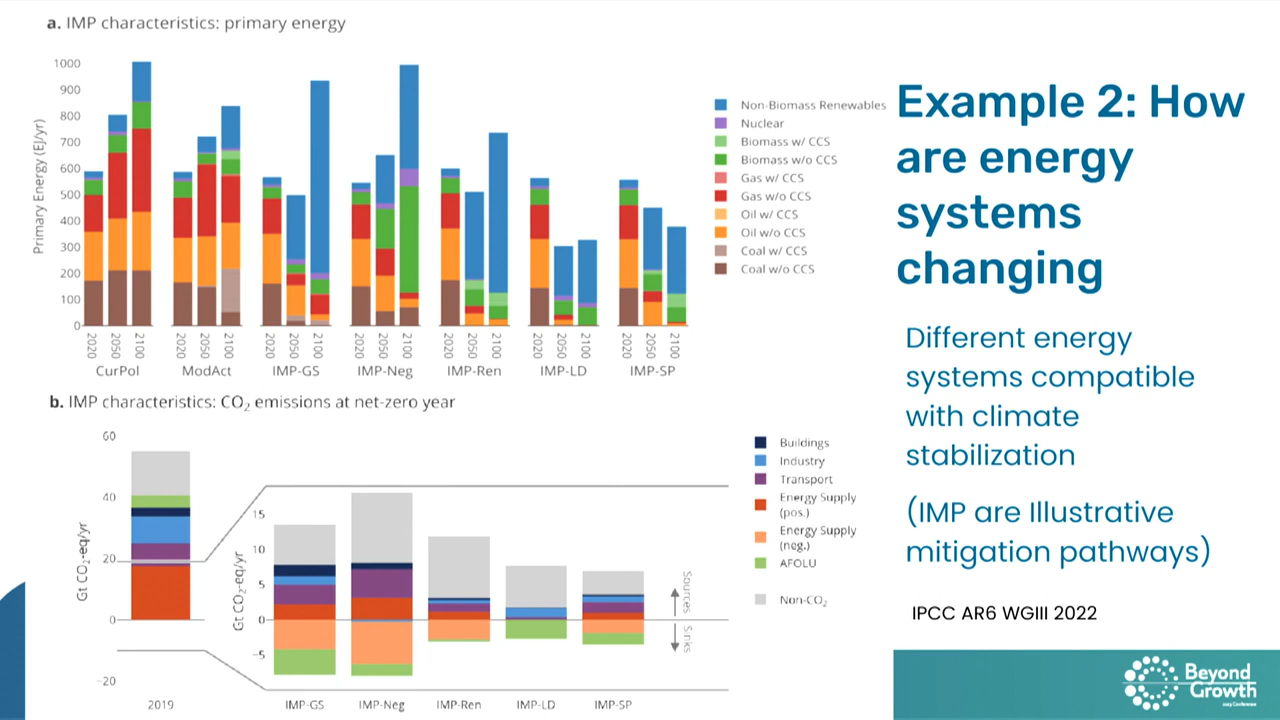 a. IMP characteristics: primary energy
Primary Energy (EJ/yr)
1000
900
800
700
600
500
400
300
200
100
0
2020 2050 2100 2020 2050 2100 2020 2050 2100 2020 2050 2100 2020 2050 2100 2020 2050 2100 2020 2050 2100
CurPol ModAct IMP-GS IMP-Neg IMP-Ren IMP-LD IMP-SP
Non-Biomass Renewables
Nuclear
Biomass w/ CCS
Biomass w/o CCS
Gas w/ CCS
Gas w/o CCS
Oil w/ CCS
Oil w/o CCS
Coal w/ CCS
Coal w/o CCS
b. IMP characteristics: CO₂ emissions at net-zero year
Gt CO₂-eq/yr
60
40
20
0
−20
2019
Gt CO₂-eq/yr
15
10
5
0
−5
Sources
Sinks
IMP-GS IMP-Neg IMP-Ren IMP-LD IMP-SP
Buildings
Industry
Transport
Energy Supply
(pos.)
Energy Supply
(neg.)
AFOLU
Non-CO₂
Example 2: How
are energy
systems
changing
Different energy
systems compatible
with climate
stabilization
(IMP are Illustrative
mitigation pathways)
IPCC AR6 WGIII 2022
Beyond
Growth
2023 Conference